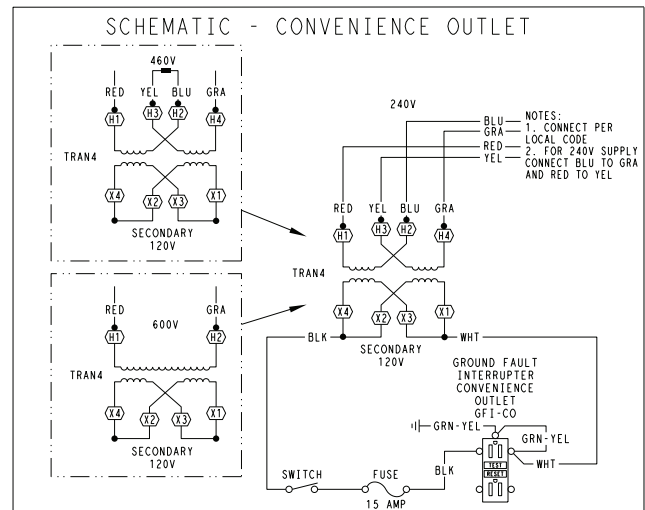 SCHEMATIC - CONVENIENCE OUTLET
460V
RED YEL BLU GRA
H1 H3 H2 H4
TRAN4
X4 X2 X3 X1
SECONDARY
120V
RED GRA
600V
H1 H2
TRAN4
X4 X2 X3 X1
SECONDARY
120V
240V
BLU
GRA
RED
YEL
NOTES:
1. CONNECT PER
LOCAL CODE
2. FOR 240V SUPPLY
CONNECT BLU TO GRA
AND RED TO YEL
RED YEL BLU GRA
H1 H3 H2 H4
TRAN4
X4 X2 X3 X1
BLK WHT
SECONDARY
120V
GROUND FAULT
INTERRUPTER
CONVENIENCE
OUTLET
GFI-CO
GRN-YEL
GRN-YEL
WHT
TEST
RESET
BLK
SWITCH
FUSE
15 AMP